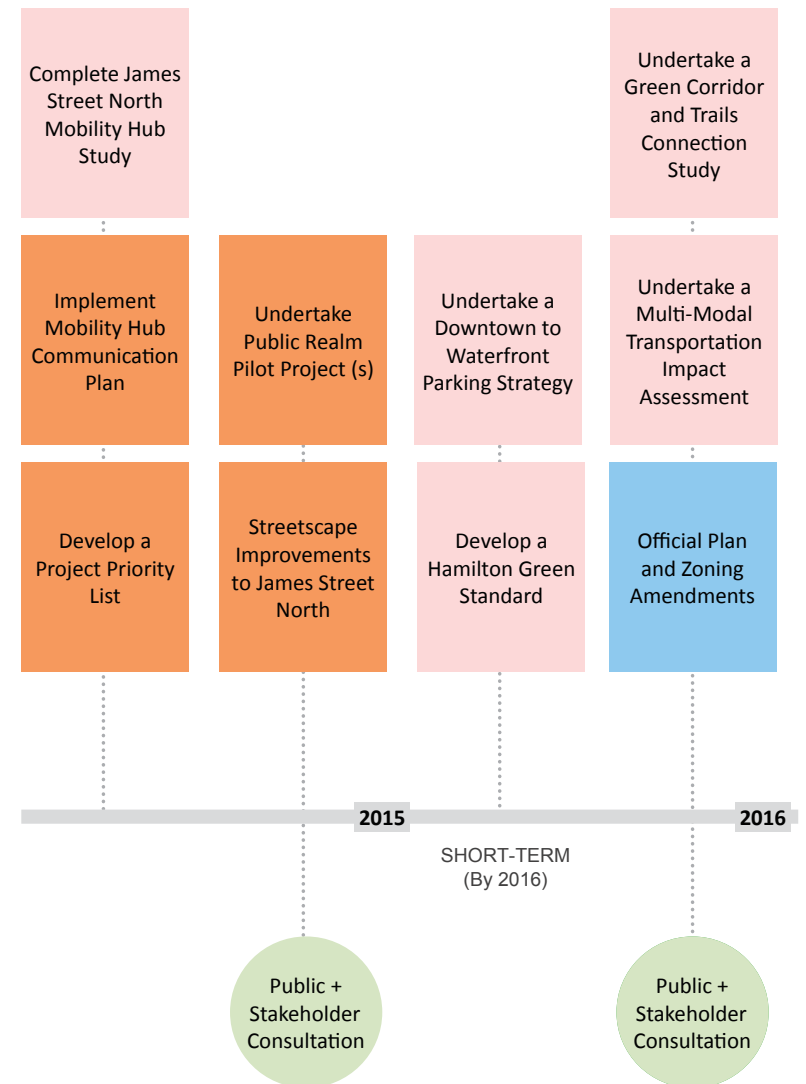 Complete James
Street North
Mobility Hub
Study
Undertake a
Green Corridor
and Trails
Connection
Study
Implement
Mobility Hub
Communication
Plan
Undertake
Public Realm
Pilot Project (s)
Undertake a
Downtown to
Waterfront
Parking Strategy
Undertake a
Multi-Modal
Transportation
Impact
Assessment
Develop a
Project Priority
List
Streetscape
Improvements
to James Street
North
Develop a
Hamilton Green
Standard
Official Plan
and Zoning
Amendments
2015
2016
SHORT-TERM
(By 2016)
Public +
Stakeholder
Consultation
Public +
Stakeholder
Consultation